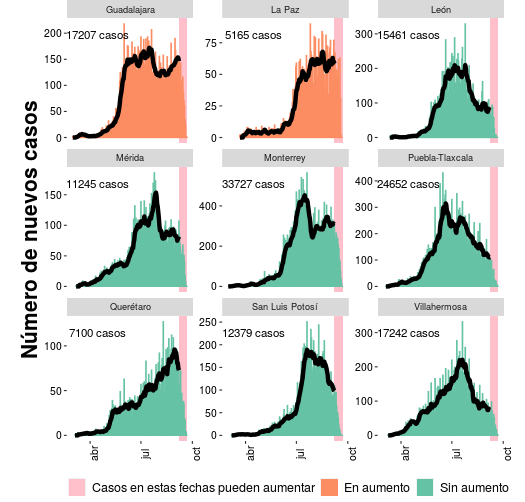 Número de nuevos casos
Guadalajara
La Paz
León
17207 casos
5165 casos
15461 casos
200
150
100
50
0
75
50
25
0
300
200
100
0
Mérida
Monterrey
Puebla-Tlaxcala
11245 casos
33727 casos
24652 casos
150
100
50
0
400
200
0
400
300
200
100
0
Querétaro
San Luis Potosí
Villahermosa
7100 casos
12379 casos
17242 casos
100
50
0
250
200
150
100
50
0
300
200
100
0
abr
jul
oct
abr
jul
oct
abr
jul
oct
Casos en estas fechas pueden aumentar
En aumento
Sin aumento